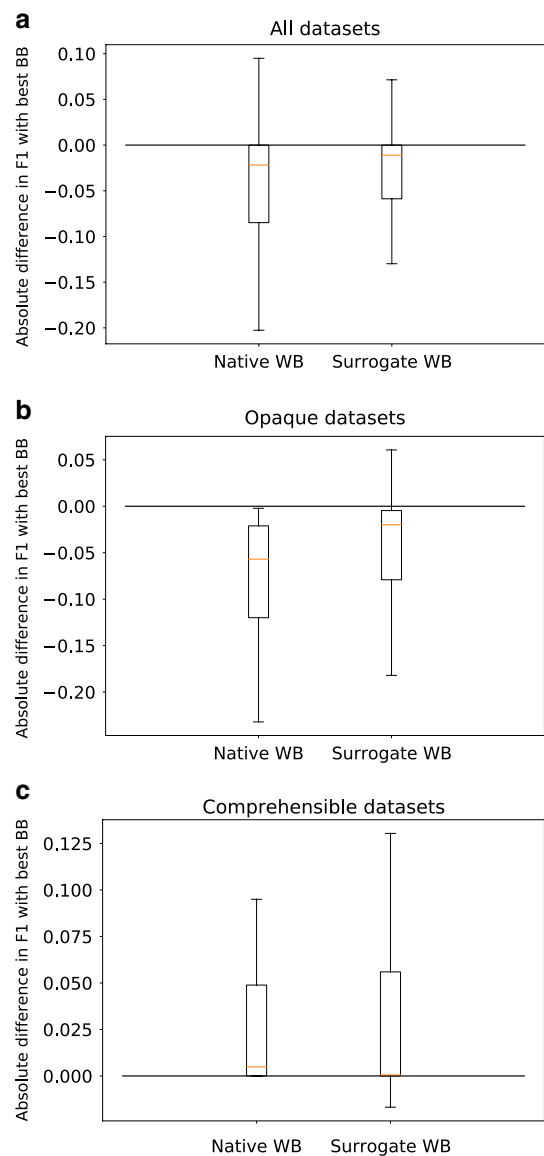 a
All datasets
Absolute difference in F1 with best BB
0.10
0.05
0.00
−0.05
−0.10
−0.15
−0.20
Native WB Surrogate WB
b
Opaque datasets
Absolute difference in F1 with best BB
0.05
0.00
−0.05
−0.10
−0.15
−0.20
Native WB Surrogate WB
c
Comprehensible datasets
Absolute difference in F1 with best BB
0.125
0.100
0.075
0.050
0.025
0.000
Native WB Surrogate WB